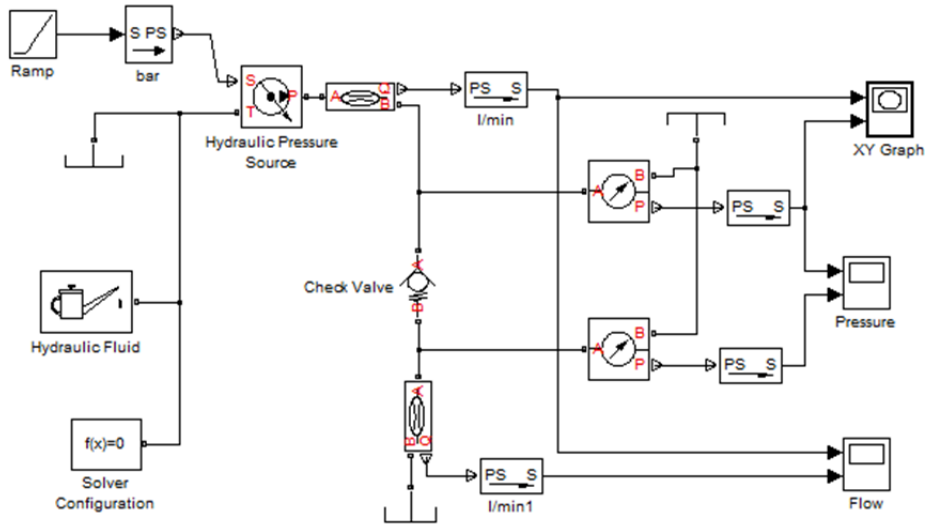 Ramp
S PS
bar
S
P
T
Hydraulic Pressure
Source
A
Q
B
PS S
l/min
XY Graph
A
B
P
PS S
A
Check Valve
B
Pressure
Hydraulic Fluid
A
B
P
PS S
f(x)=0
Solver
Configuration
A
B
Q
PS S
l/min1
Flow